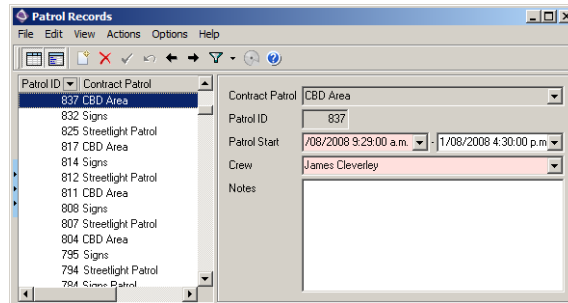 Patrol Records
File Edit View Actions Options Help
Patrol ID Contract Patrol
837 CBD Area
832 Signs
825 Streetlight Patrol
817 CBD Area
814 Signs
812 Streetlight Patrol
811 CBD Area
808 Signs
807 Streetlight Patrol
804 CBD Area
795 Signs
794 Streetlight Patrol
784 Signs Patrol
Contract Patrol CBD Area
Patrol ID 837
Patrol Start /08/2008 9:29:00 a.m. - 1/08/2008 4:30:00 p.m
Crew James Cleverley
Notes